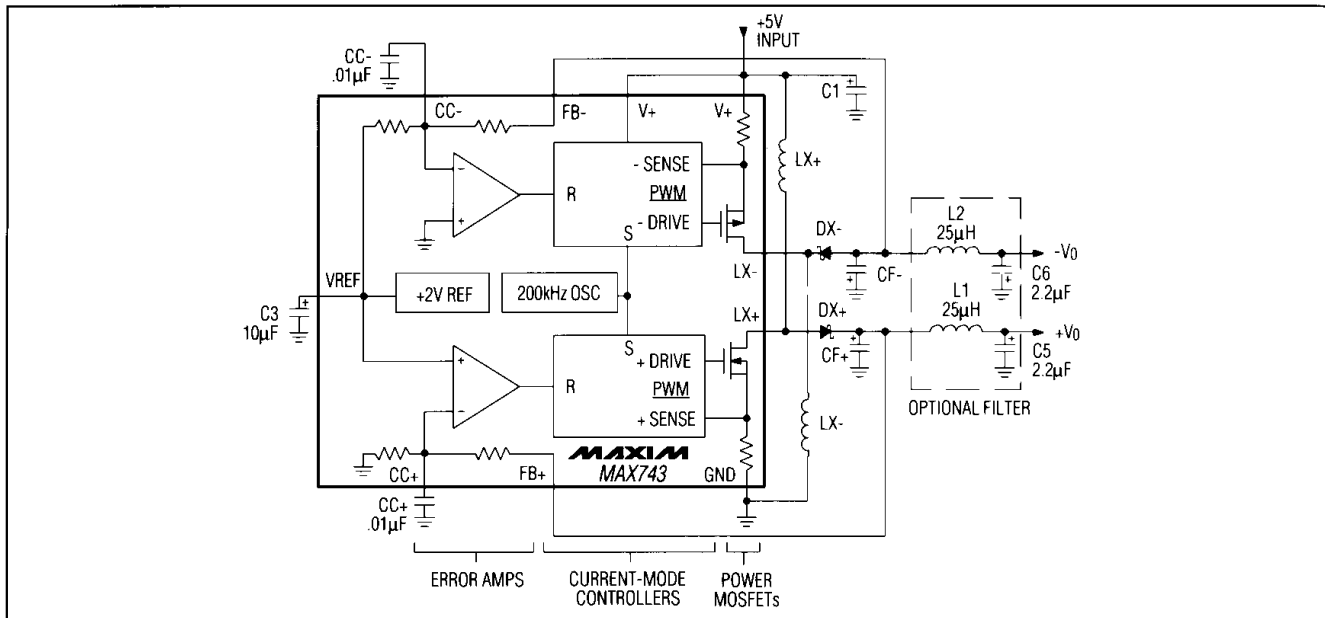 +5V
INPUT
CC-
.01µF
C1
CC-
FB-
V+
V+
LX+
- SENSE
PWM
R
- DRIVE
S
L2
25µH
DX-
-V0
LX-
CF-
C6
2.2µF
VREF
+2V REF
200kHz OSC
L1
25µH
LX+
DX+
+V0
C3
10µF
S
+ DRIVE
CF+
C5
2.2µF
R
PWM
+ SENSE
OPTIONAL FILTER
LX-
MAXIM
MAX743
CC+
FB+
GND
CC+
.01µF
ERROR AMPS
CURRENT-MODE
CONTROLLERS
POWER
MOSFETs